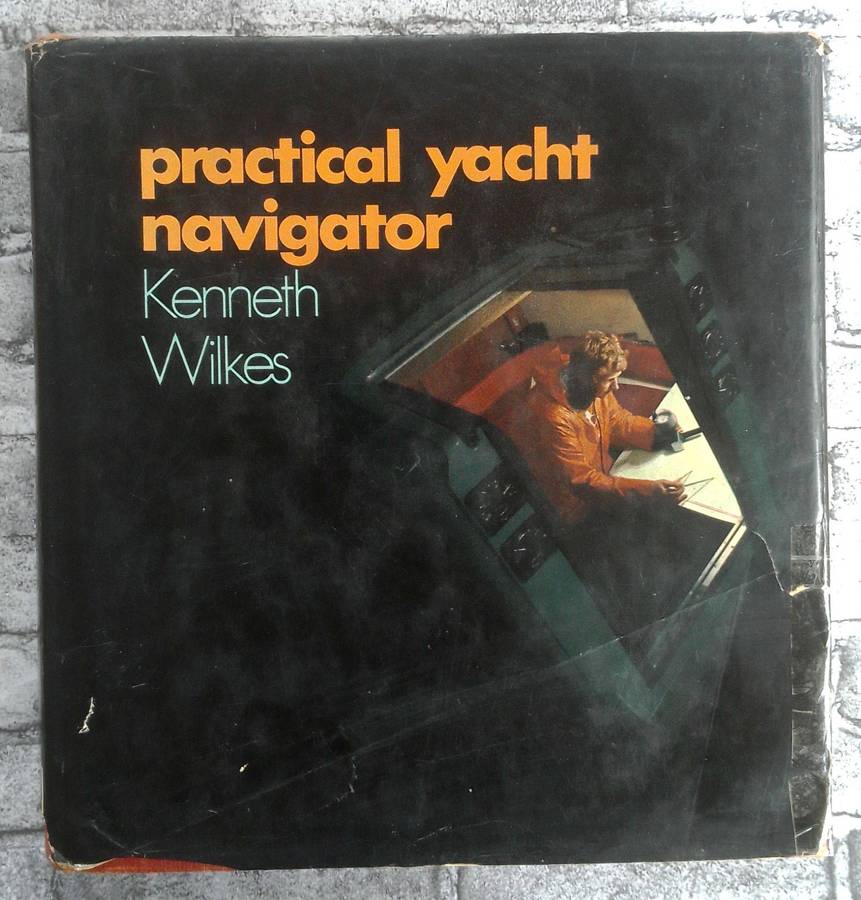 practical yacht
navigator
Kenneth
Wilkes